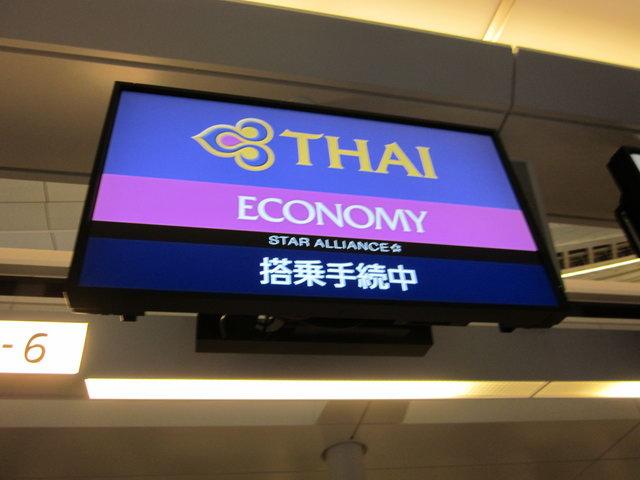 THAI
ECONOMY
STAR ALLIANCE
搭乗手続中
-6